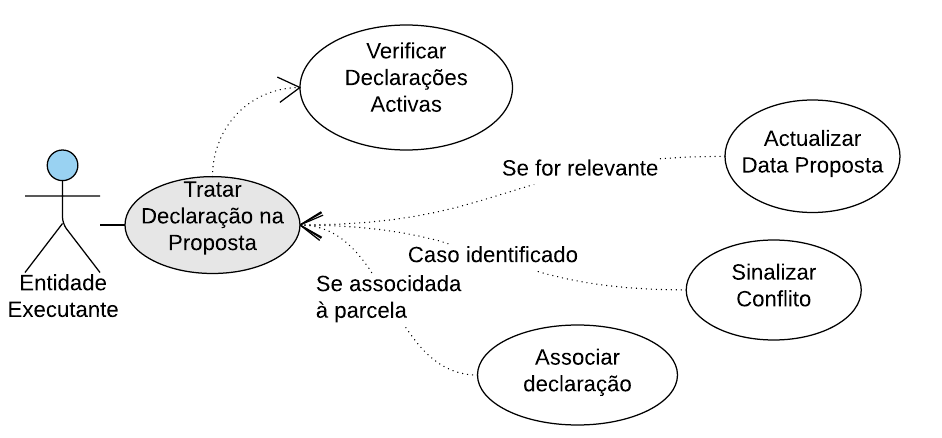 Verificar
Declarações
Activas
Actualizar
Data Proposta
Se for relevante
Tratar
Declaração na
Proposta
Caso identificado
Sinalizar
Conflito
Se associdada
à parcela
Entidade
Executante
Associar
declaração